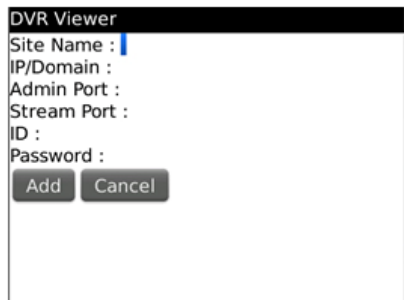 DVR Viewer
Site Name :
IP/Domain :
Admin Port :
Stream Port :
ID :
Password :
Add Cancel